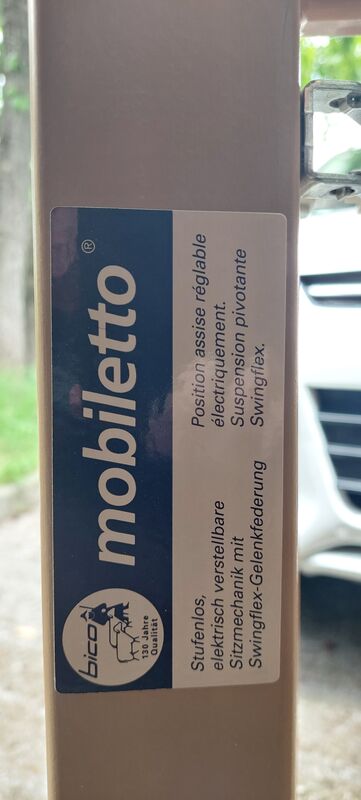 bico
130 Jahre
Qualität
mobiletto®
Stufenlos,
elektrisch verstellbare
Sitzmechanik mit
Swingflex-Gelenkfederung
Position assise réglable
électriquement.
Suspension pivotante
Swingflex.